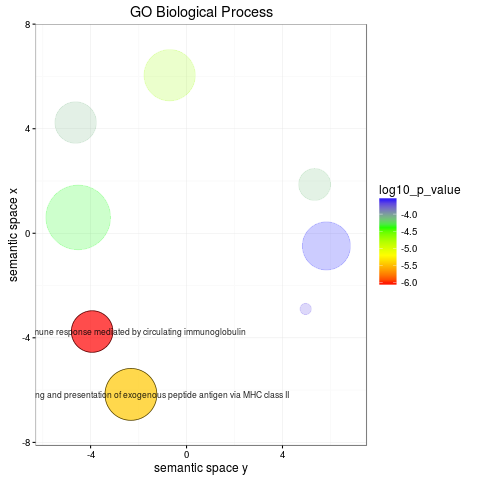 GO Biological Process
8
4
0
-4
-8
semantic space x
nune response mediated by circulating immunoglobulin
ng and presentation of exogenous peptide antigen via MHC class II
-4
0
4
semantic space y
log10_p_value
-4.0
-4.5
-5.0
-5.5
-6.0